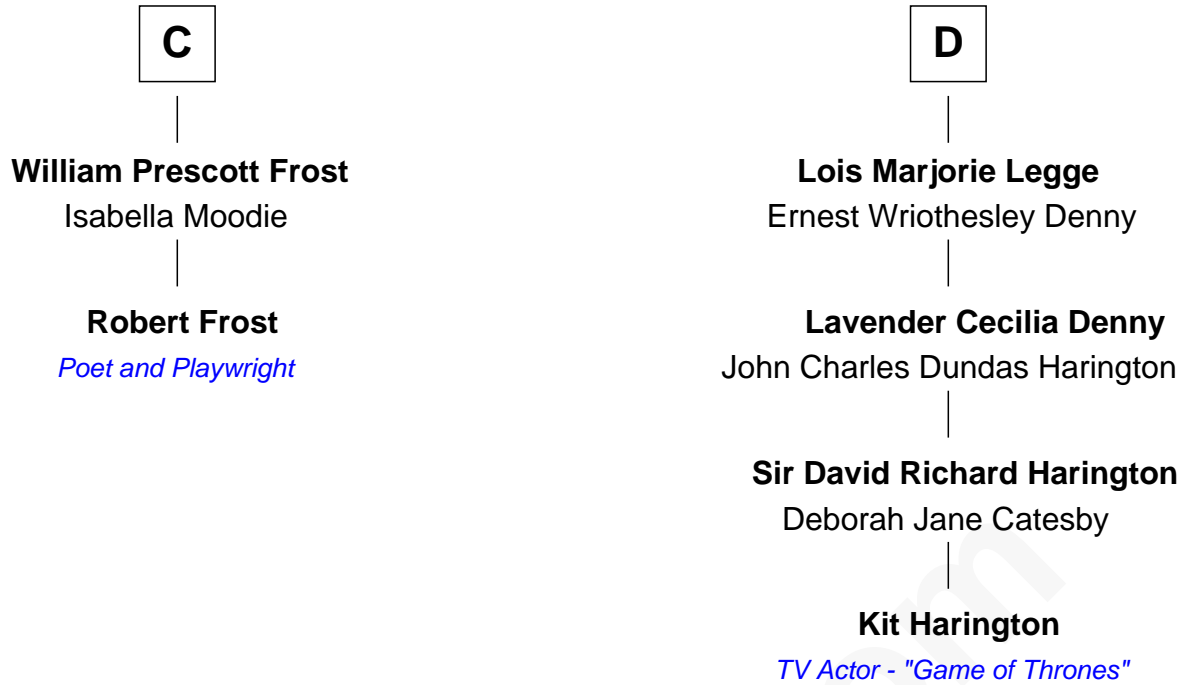 C
William Prescott Frost
Isabella Moodie
Robert Frost
Poet and Playwright
D
Lois Marjorie Legge
Ernest Wriothesley Denny
Lavender Cecilia Denny
John Charles Dundas Harington
Sir David Richard Harington
Deborah Jane Catesby
Kit Harington
TV Actor - "Game of Thrones"